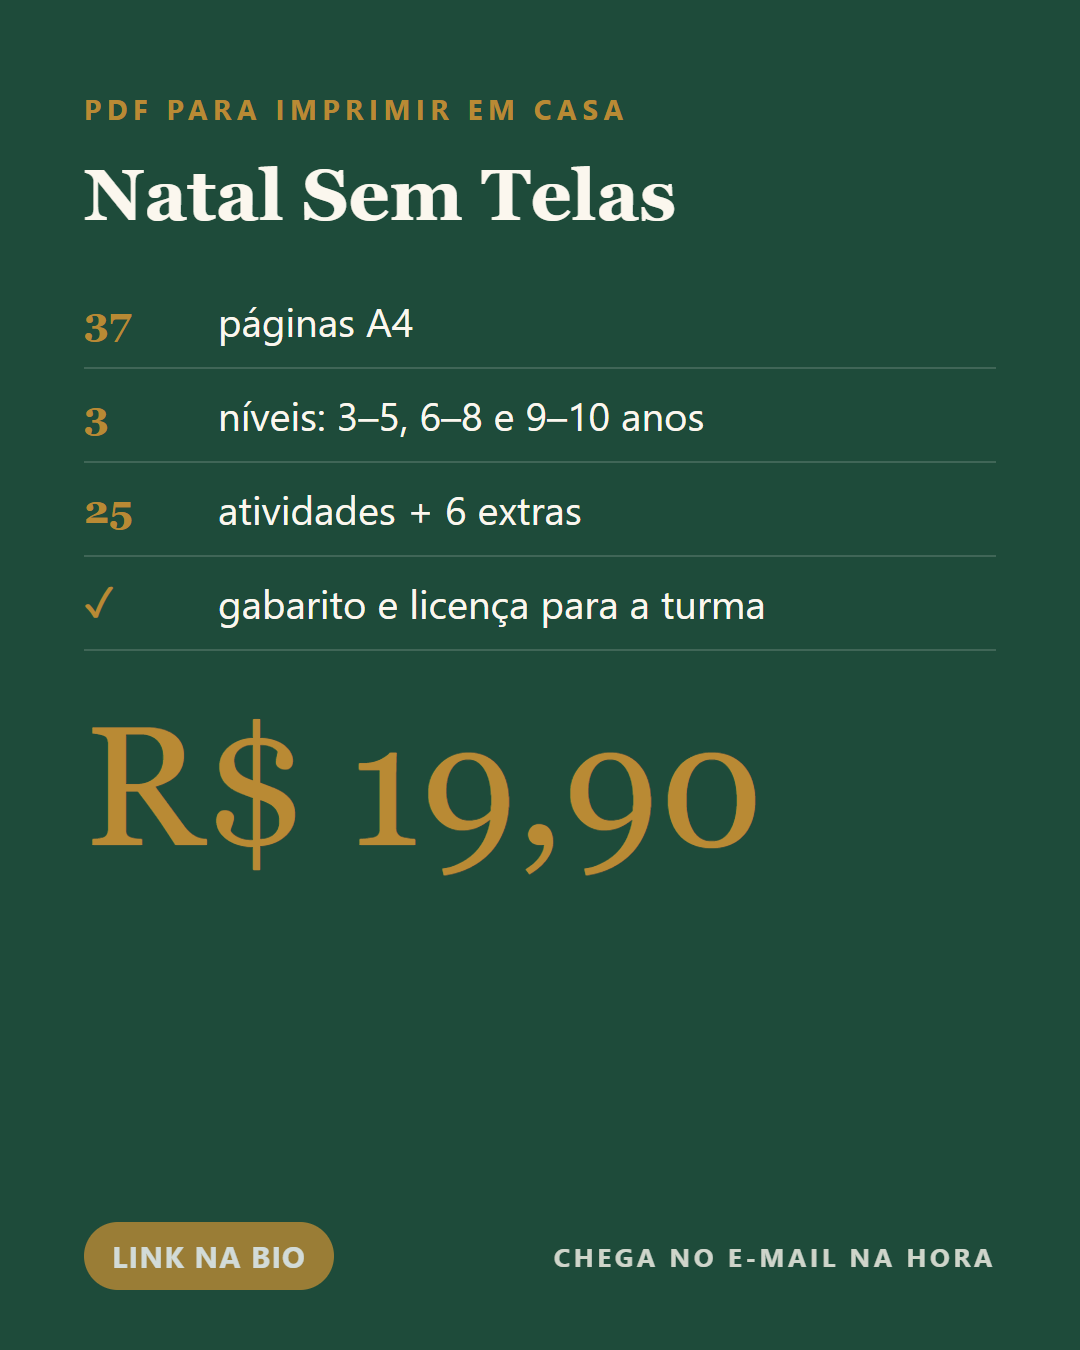 PDF PARA IMPRIMIR EM CASA
Natal Sem Telas
37 páginas A4
3 níveis: 3–5, 6–8 e 9–10 anos
25 atividades + 6 extras
✓ gabarito e licença para a turma
R$ 19,90
LINK NA BIO CHEGA NO E-MAIL NA HORA